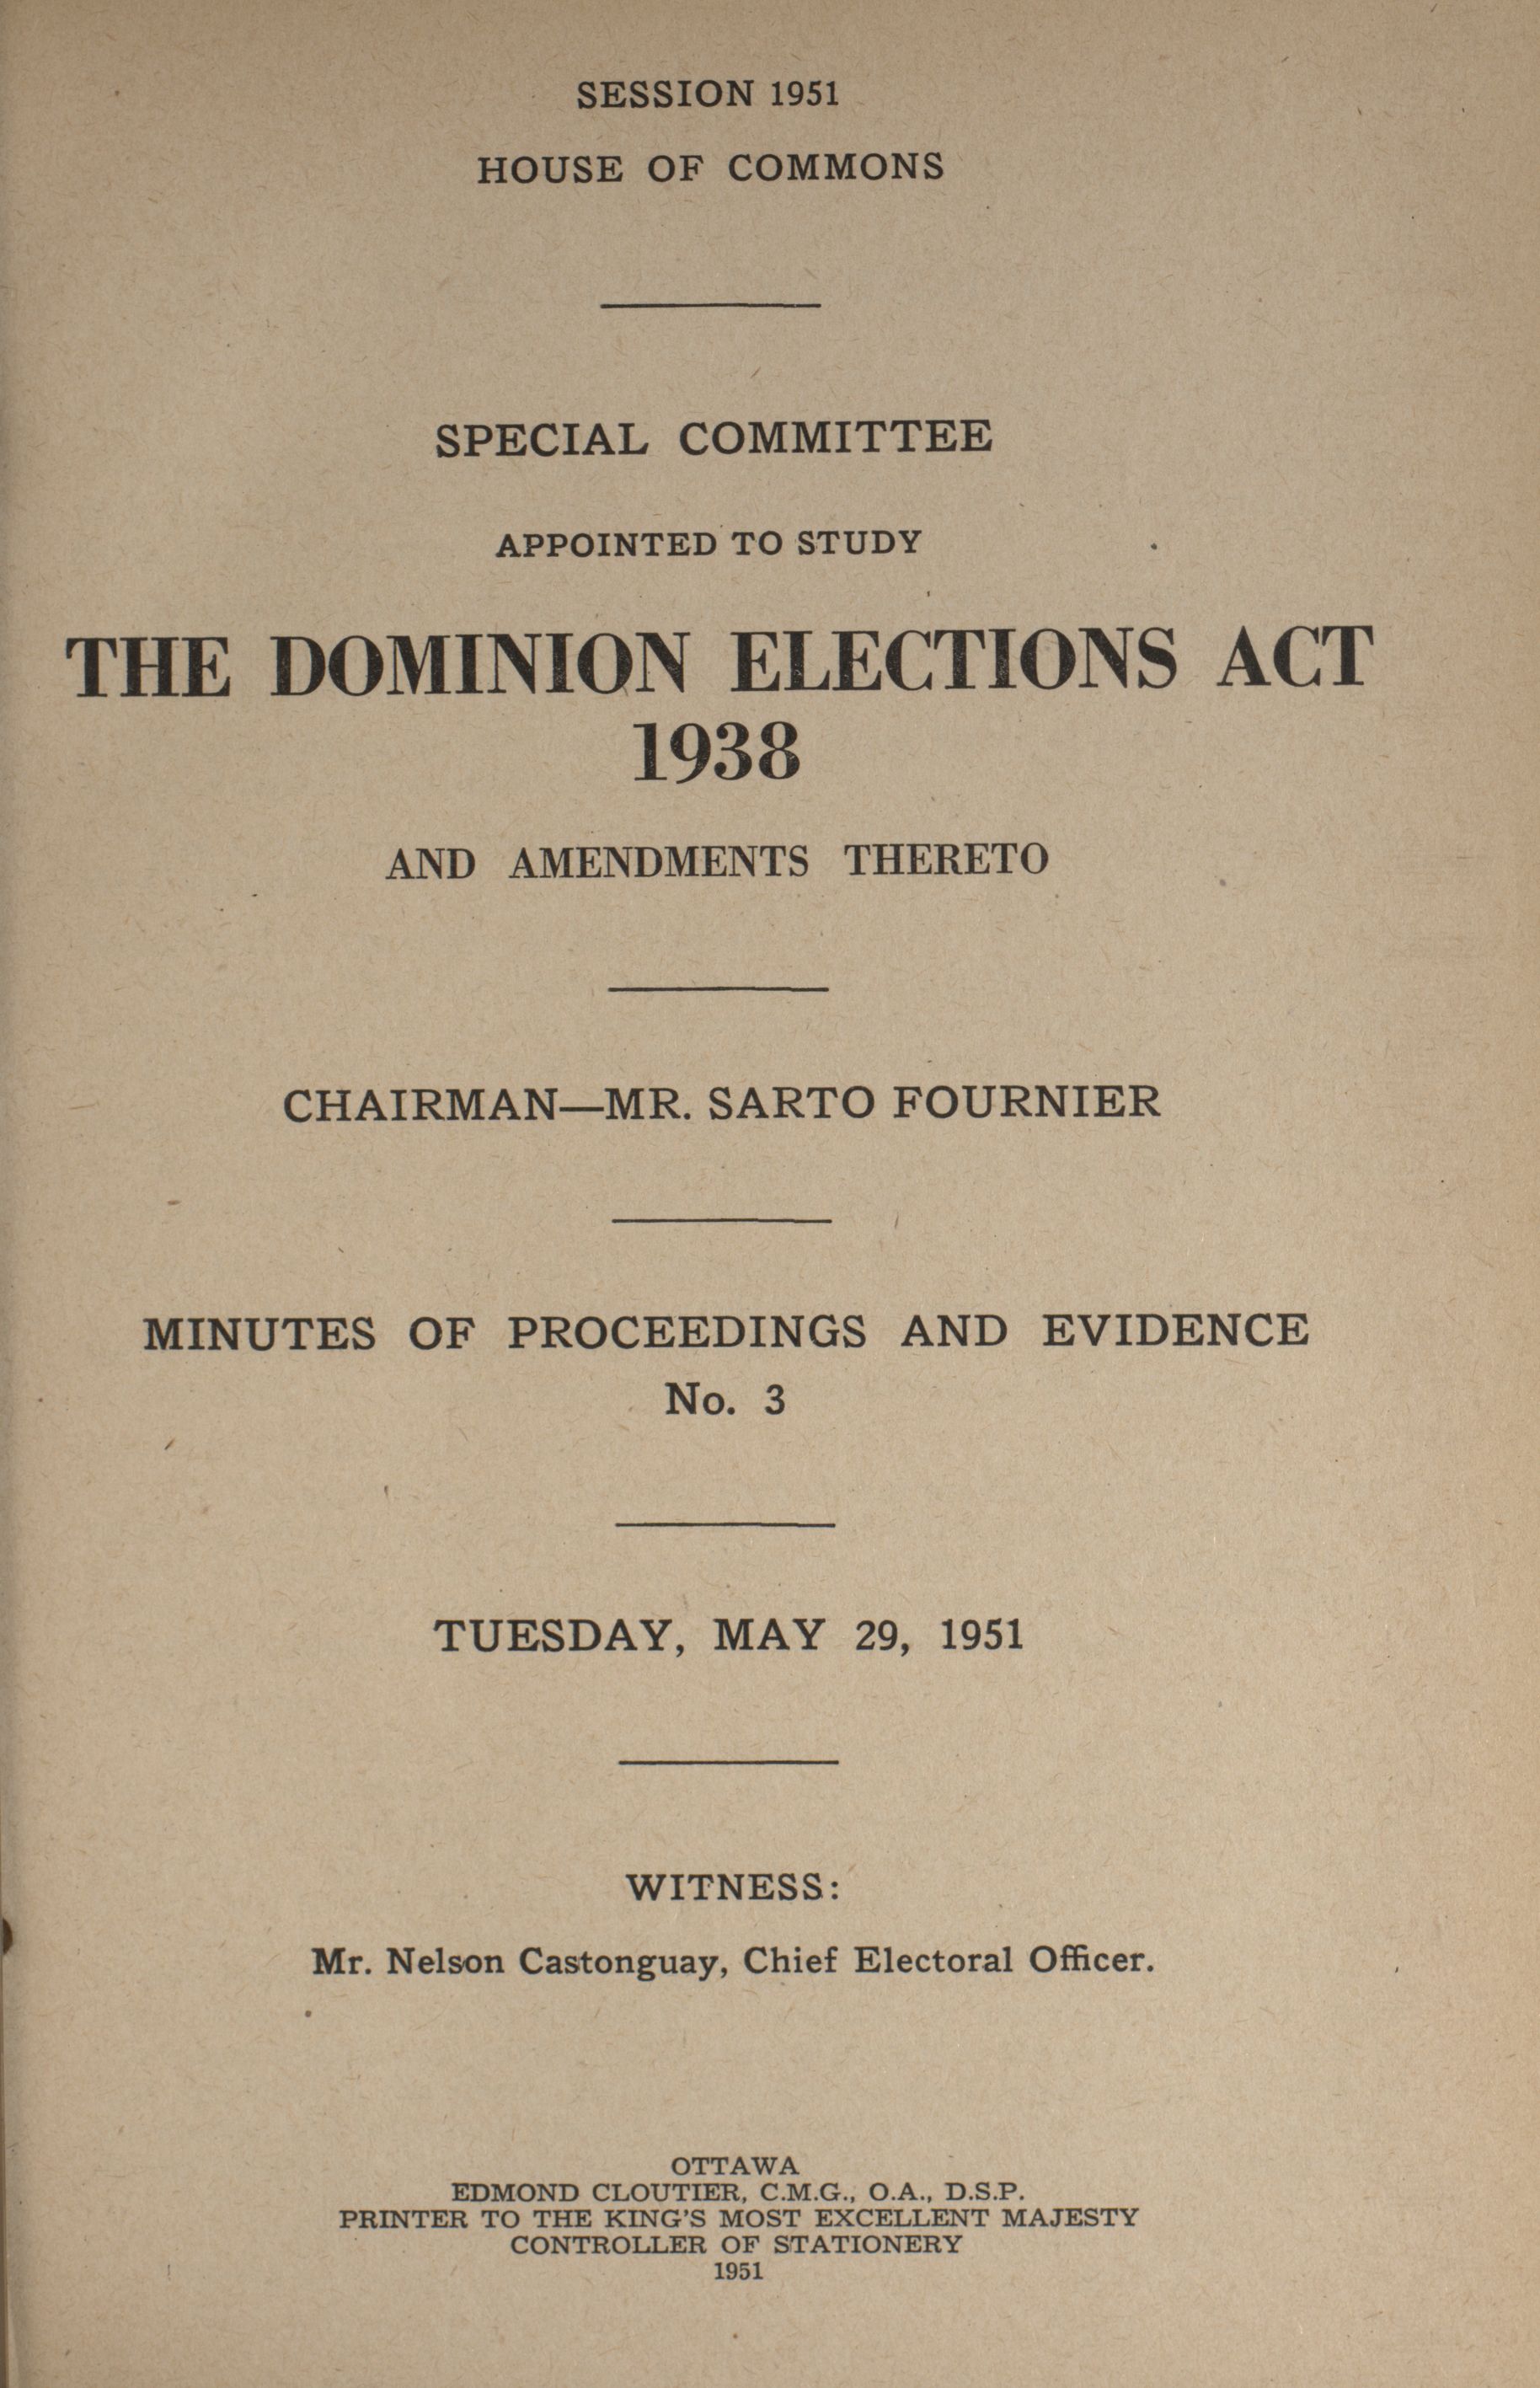 SESSION 1951
HOUSE OF COMMONS
SPECIAL COMMITTEE
APPOINTED TO STUDY
THE DOMINION ELECTIONS ACT
1938
AND AMENDMENTS THERETO
CHAIRMAN—MR. SARTO FOURNIER
MINUTES OF PROCEEDINGS AND EVIDENCE
No. 3
TUESDAY, MAY 29, 1951
WITNESS:
Mr. Nelson Castonguay, Chief Electoral Officer.
OTTAWA
EDMOND CLOUTIER, C.M.G., O.A., D.S.P.
PRINTER TO THE KING'S MOST EXCELLENT MAJESTY
CONTROLLER OF STATIONERY
1951